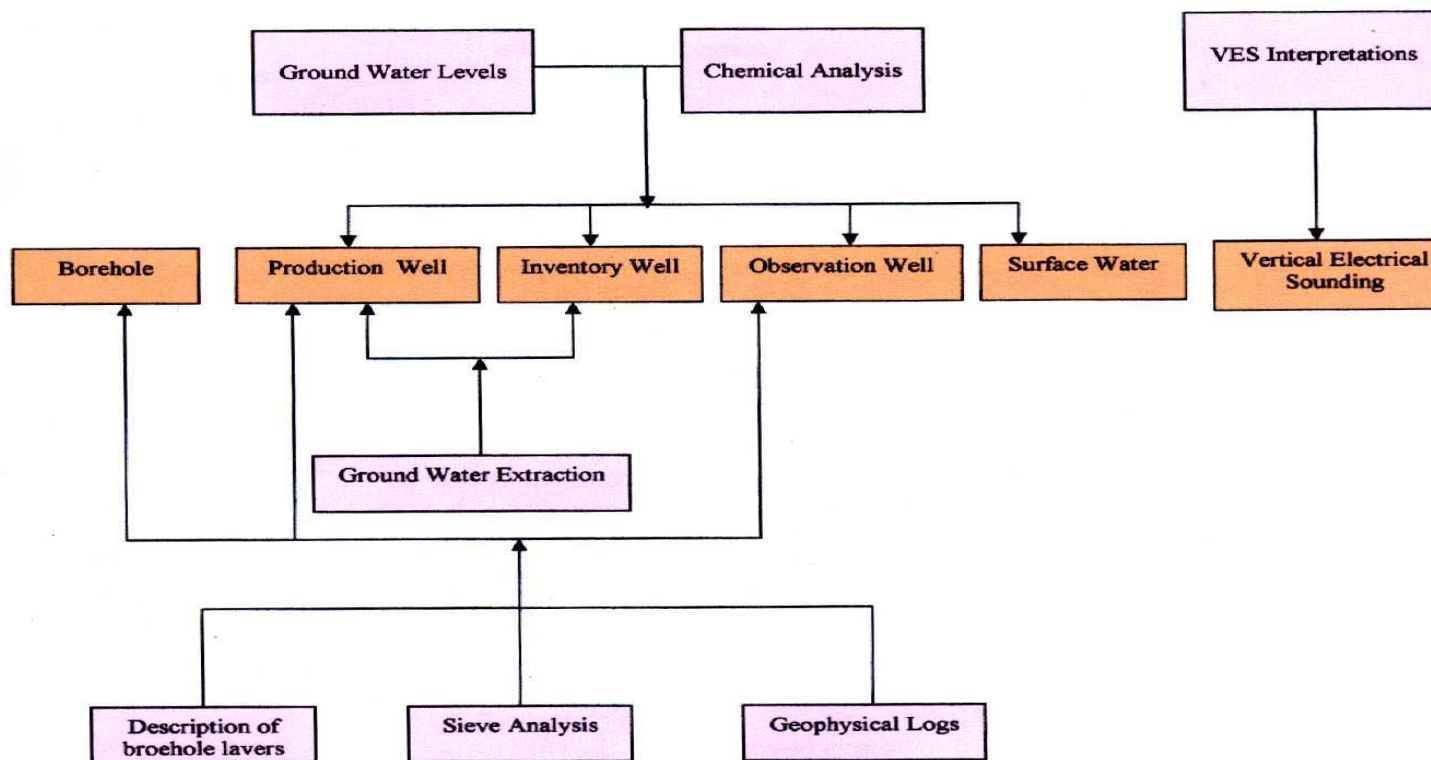 Ground Water Levels
Chemical Analysis
VES Interpretations
Borehole
Production Well
Inventory Well
Observation Well
Surface Water
Vertical Electrical
Sounding
Ground Water Extraction
Description of
broehole lavers
Sieve Analysis
Geophysical Logs